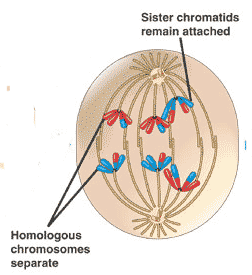 Sister chromatids
remain attached
Homologous
chromosomes
separate